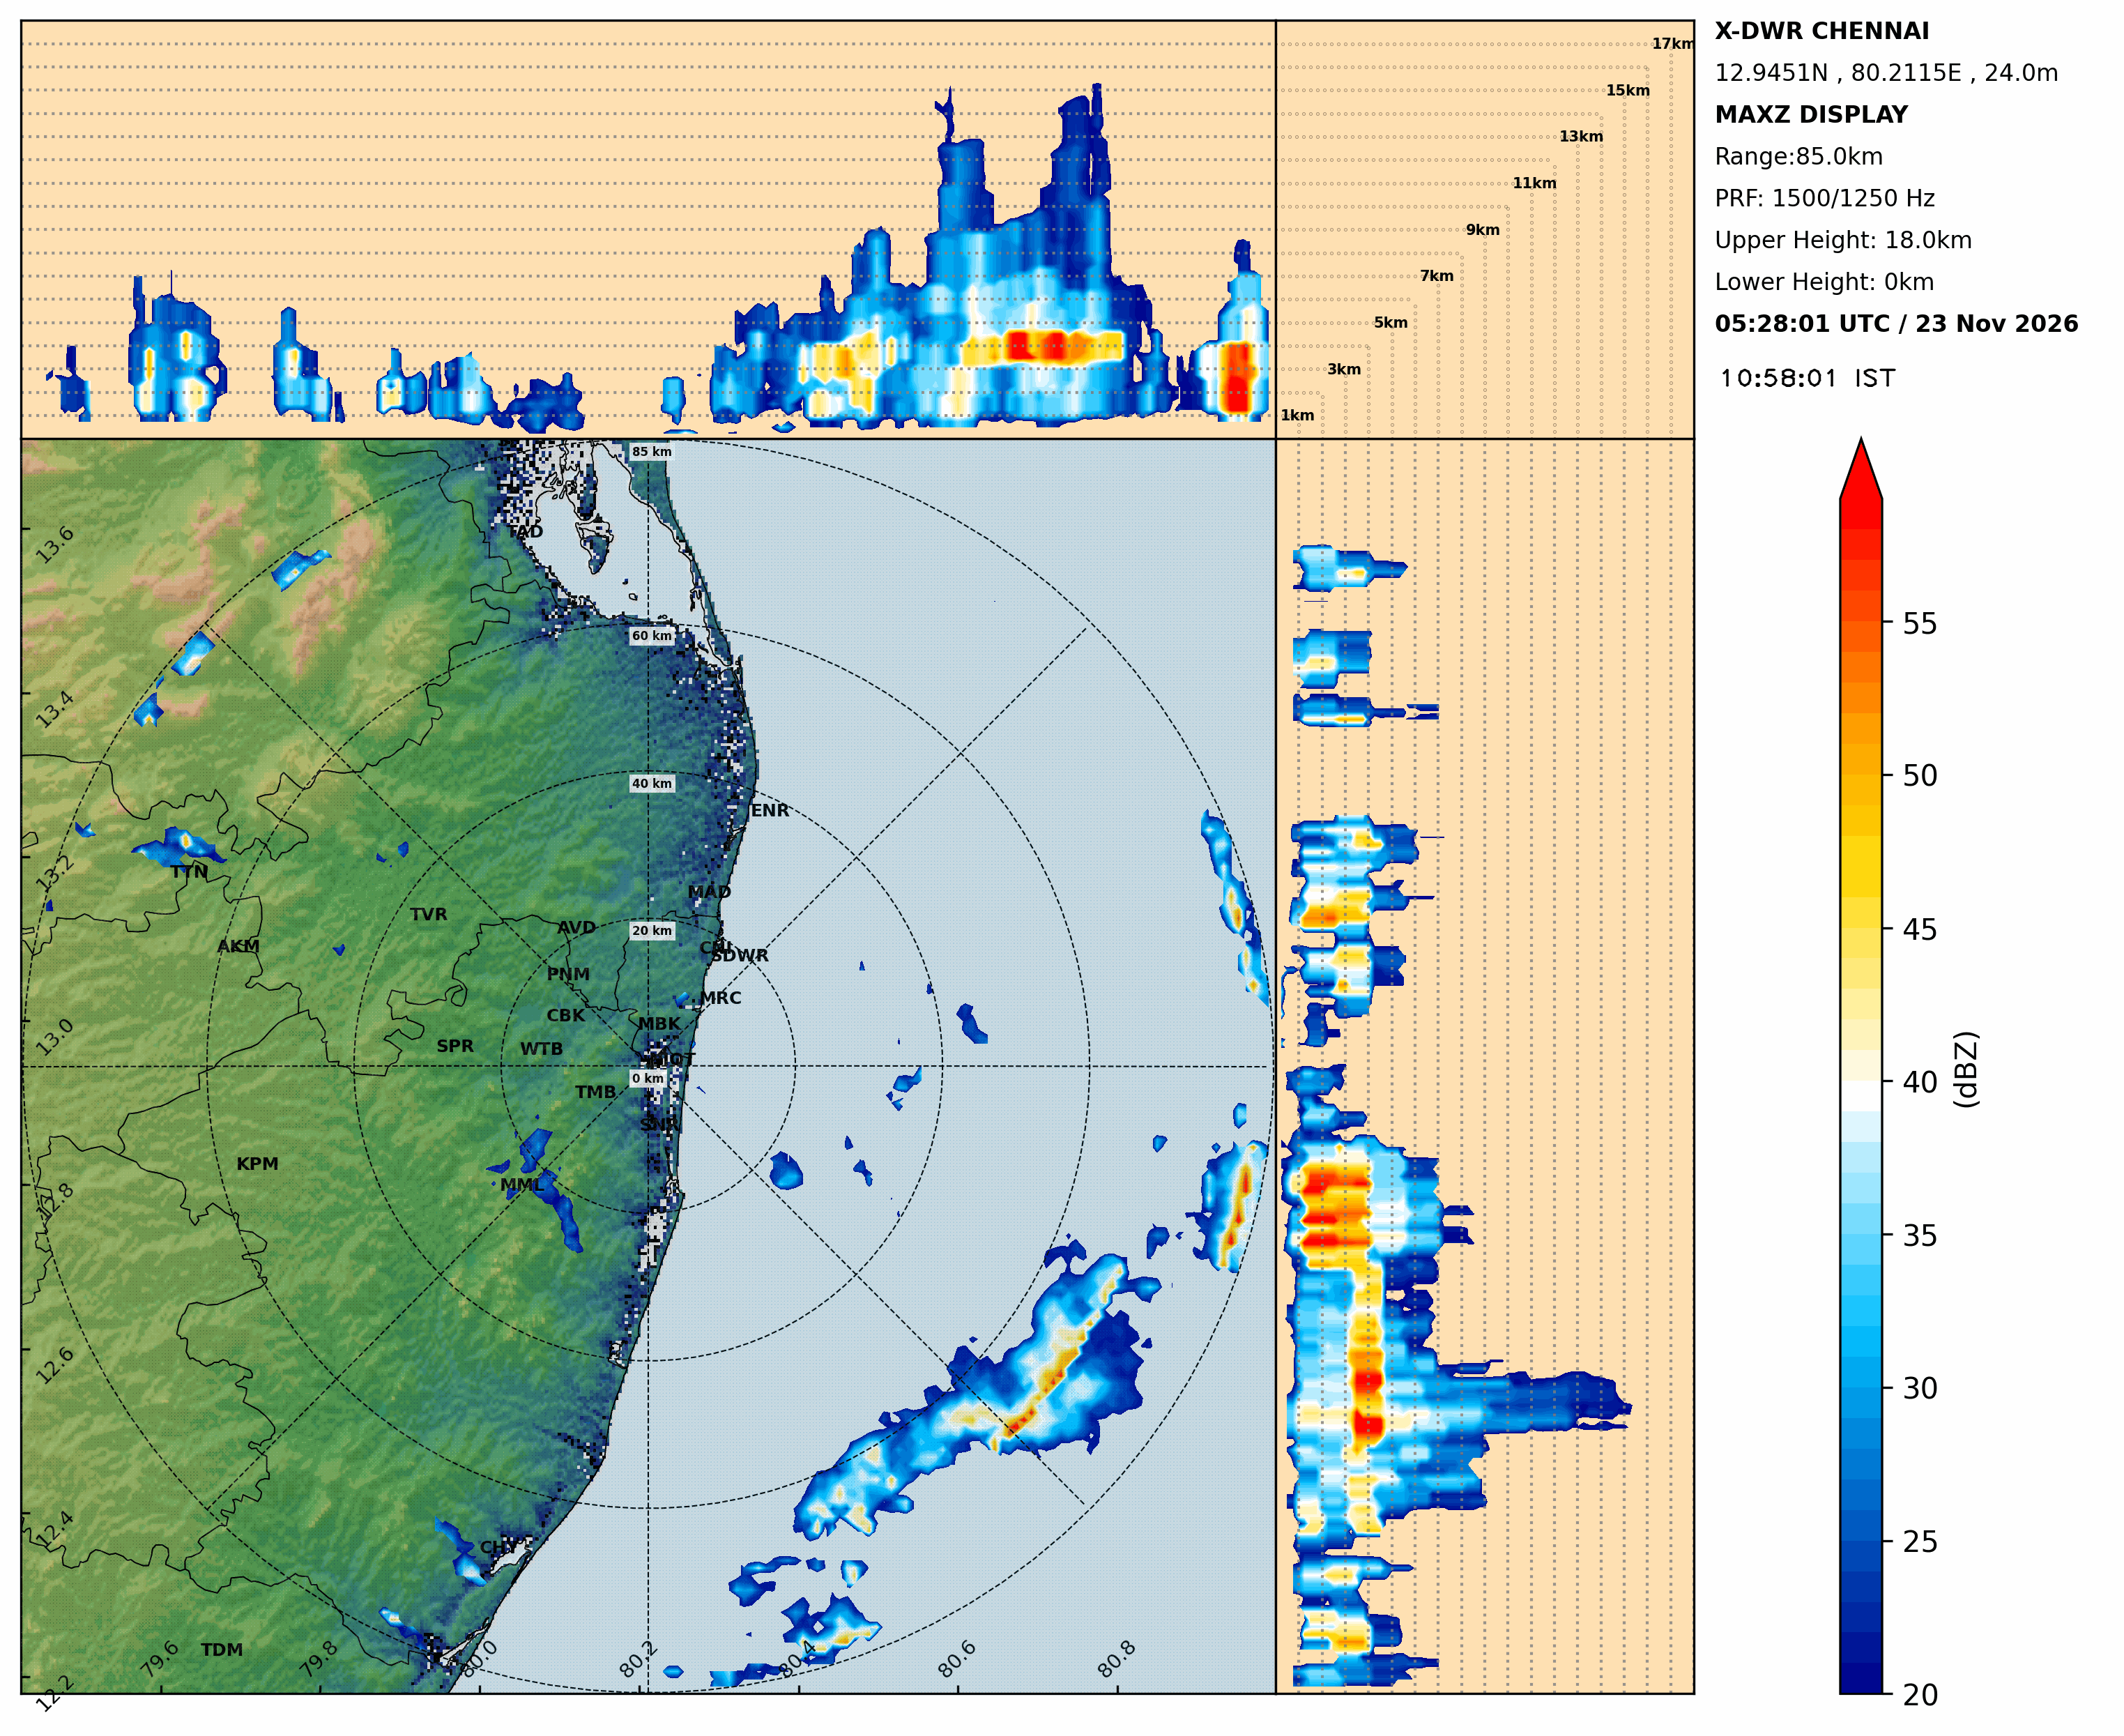 X-DWR CHENNAI
12.9451N , 80.2115E , 24.0m
MAXZ DISPLAY
Range:85.0km
PRF: 1500/1250 Hz
Upper Height: 18.0km
Lower Height: 0km
05:28:01 UTC / 23 Nov 2026
10:58:01 IST
17km
15km
13km
11km
9km
7km
5km
3km
1km
85 km
60 km
40 km
20 km
0 km
TAD
ENR
MAD
TYN
TVR
AVD
AKM
CNI
SDWR
PNM
MRC
CBK
MBK
SPR
WTB
TMB
SNR
KPM
MML
CHY
TDM
13.6
13.4
13.2
13.0
12.8
12.6
12.4
12.2
79.6
79.8
80.0
80.2
80.4
80.6
80.8
55
50
45
40
35
30
25
20
(dBZ)